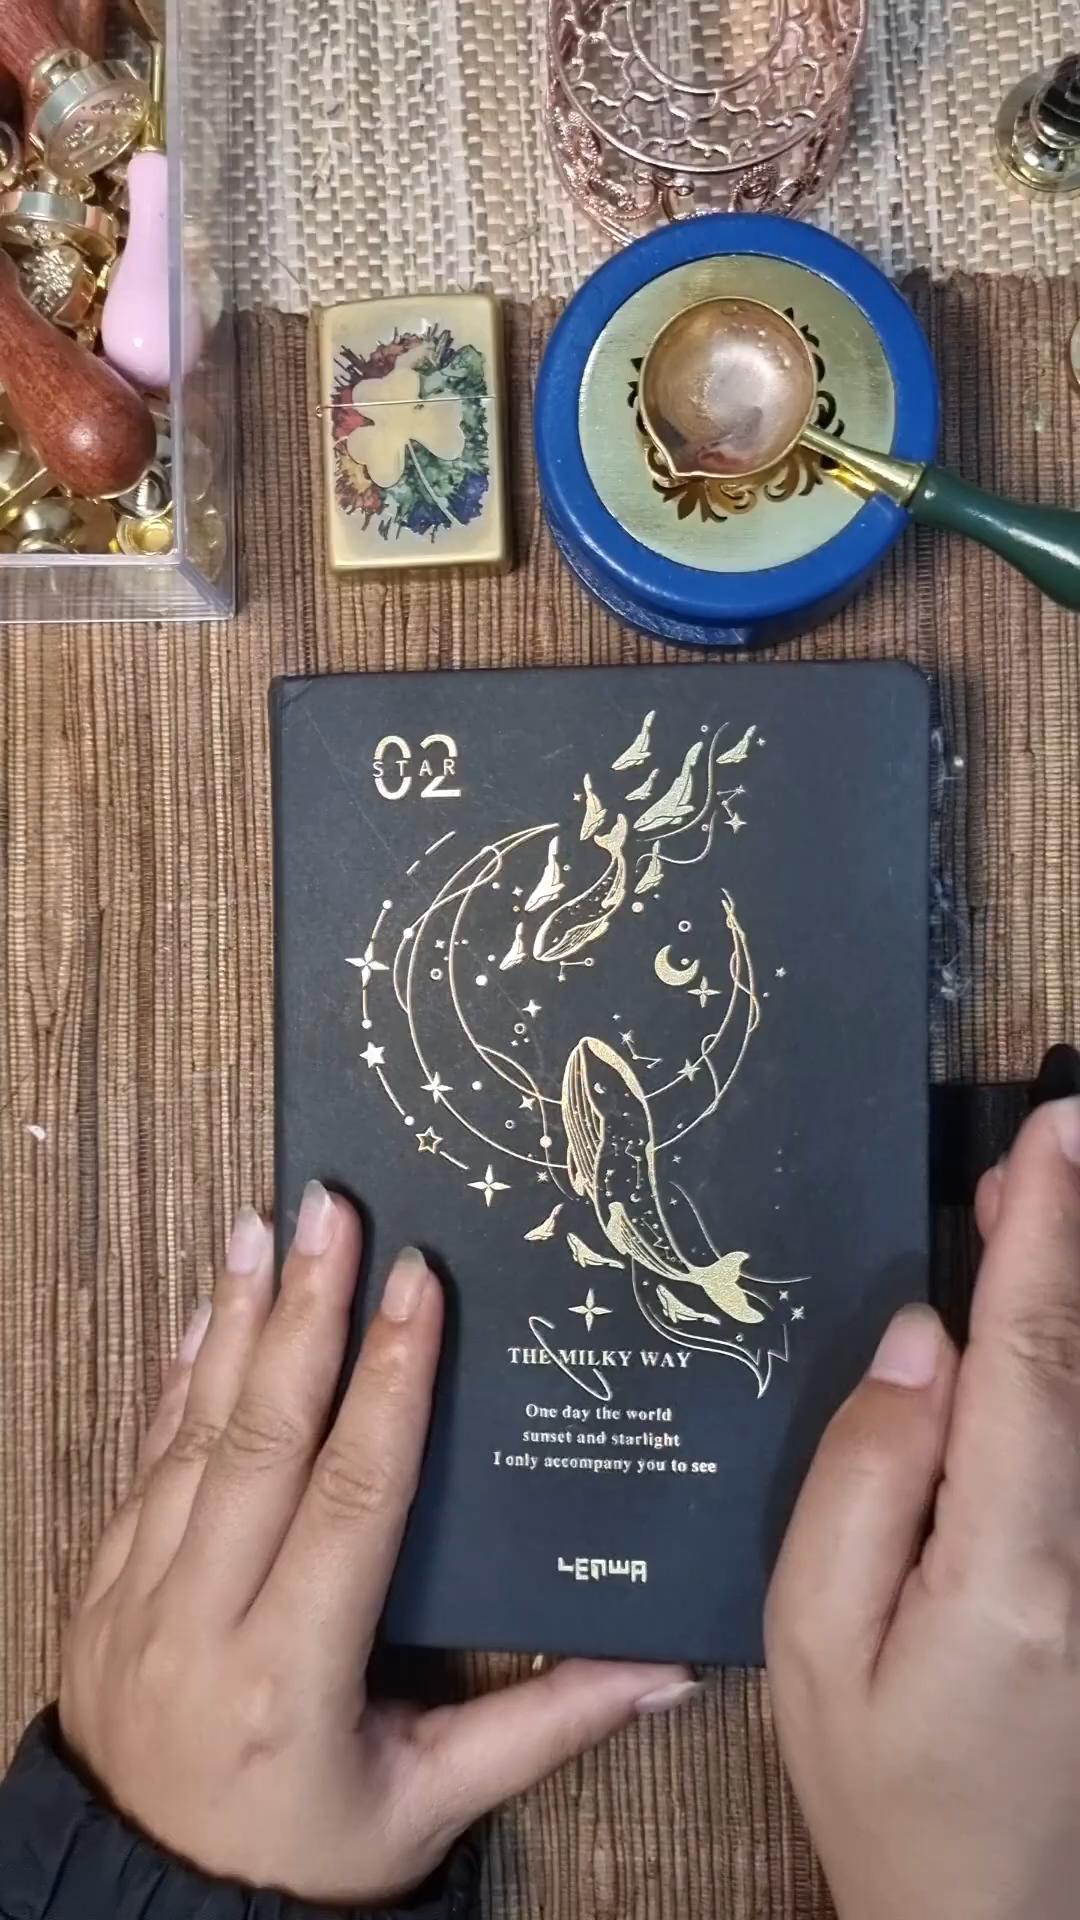 02
STAR
THE MILKY WAY
One day the world
sunset and starlight
I only accompany you to see
LENWA